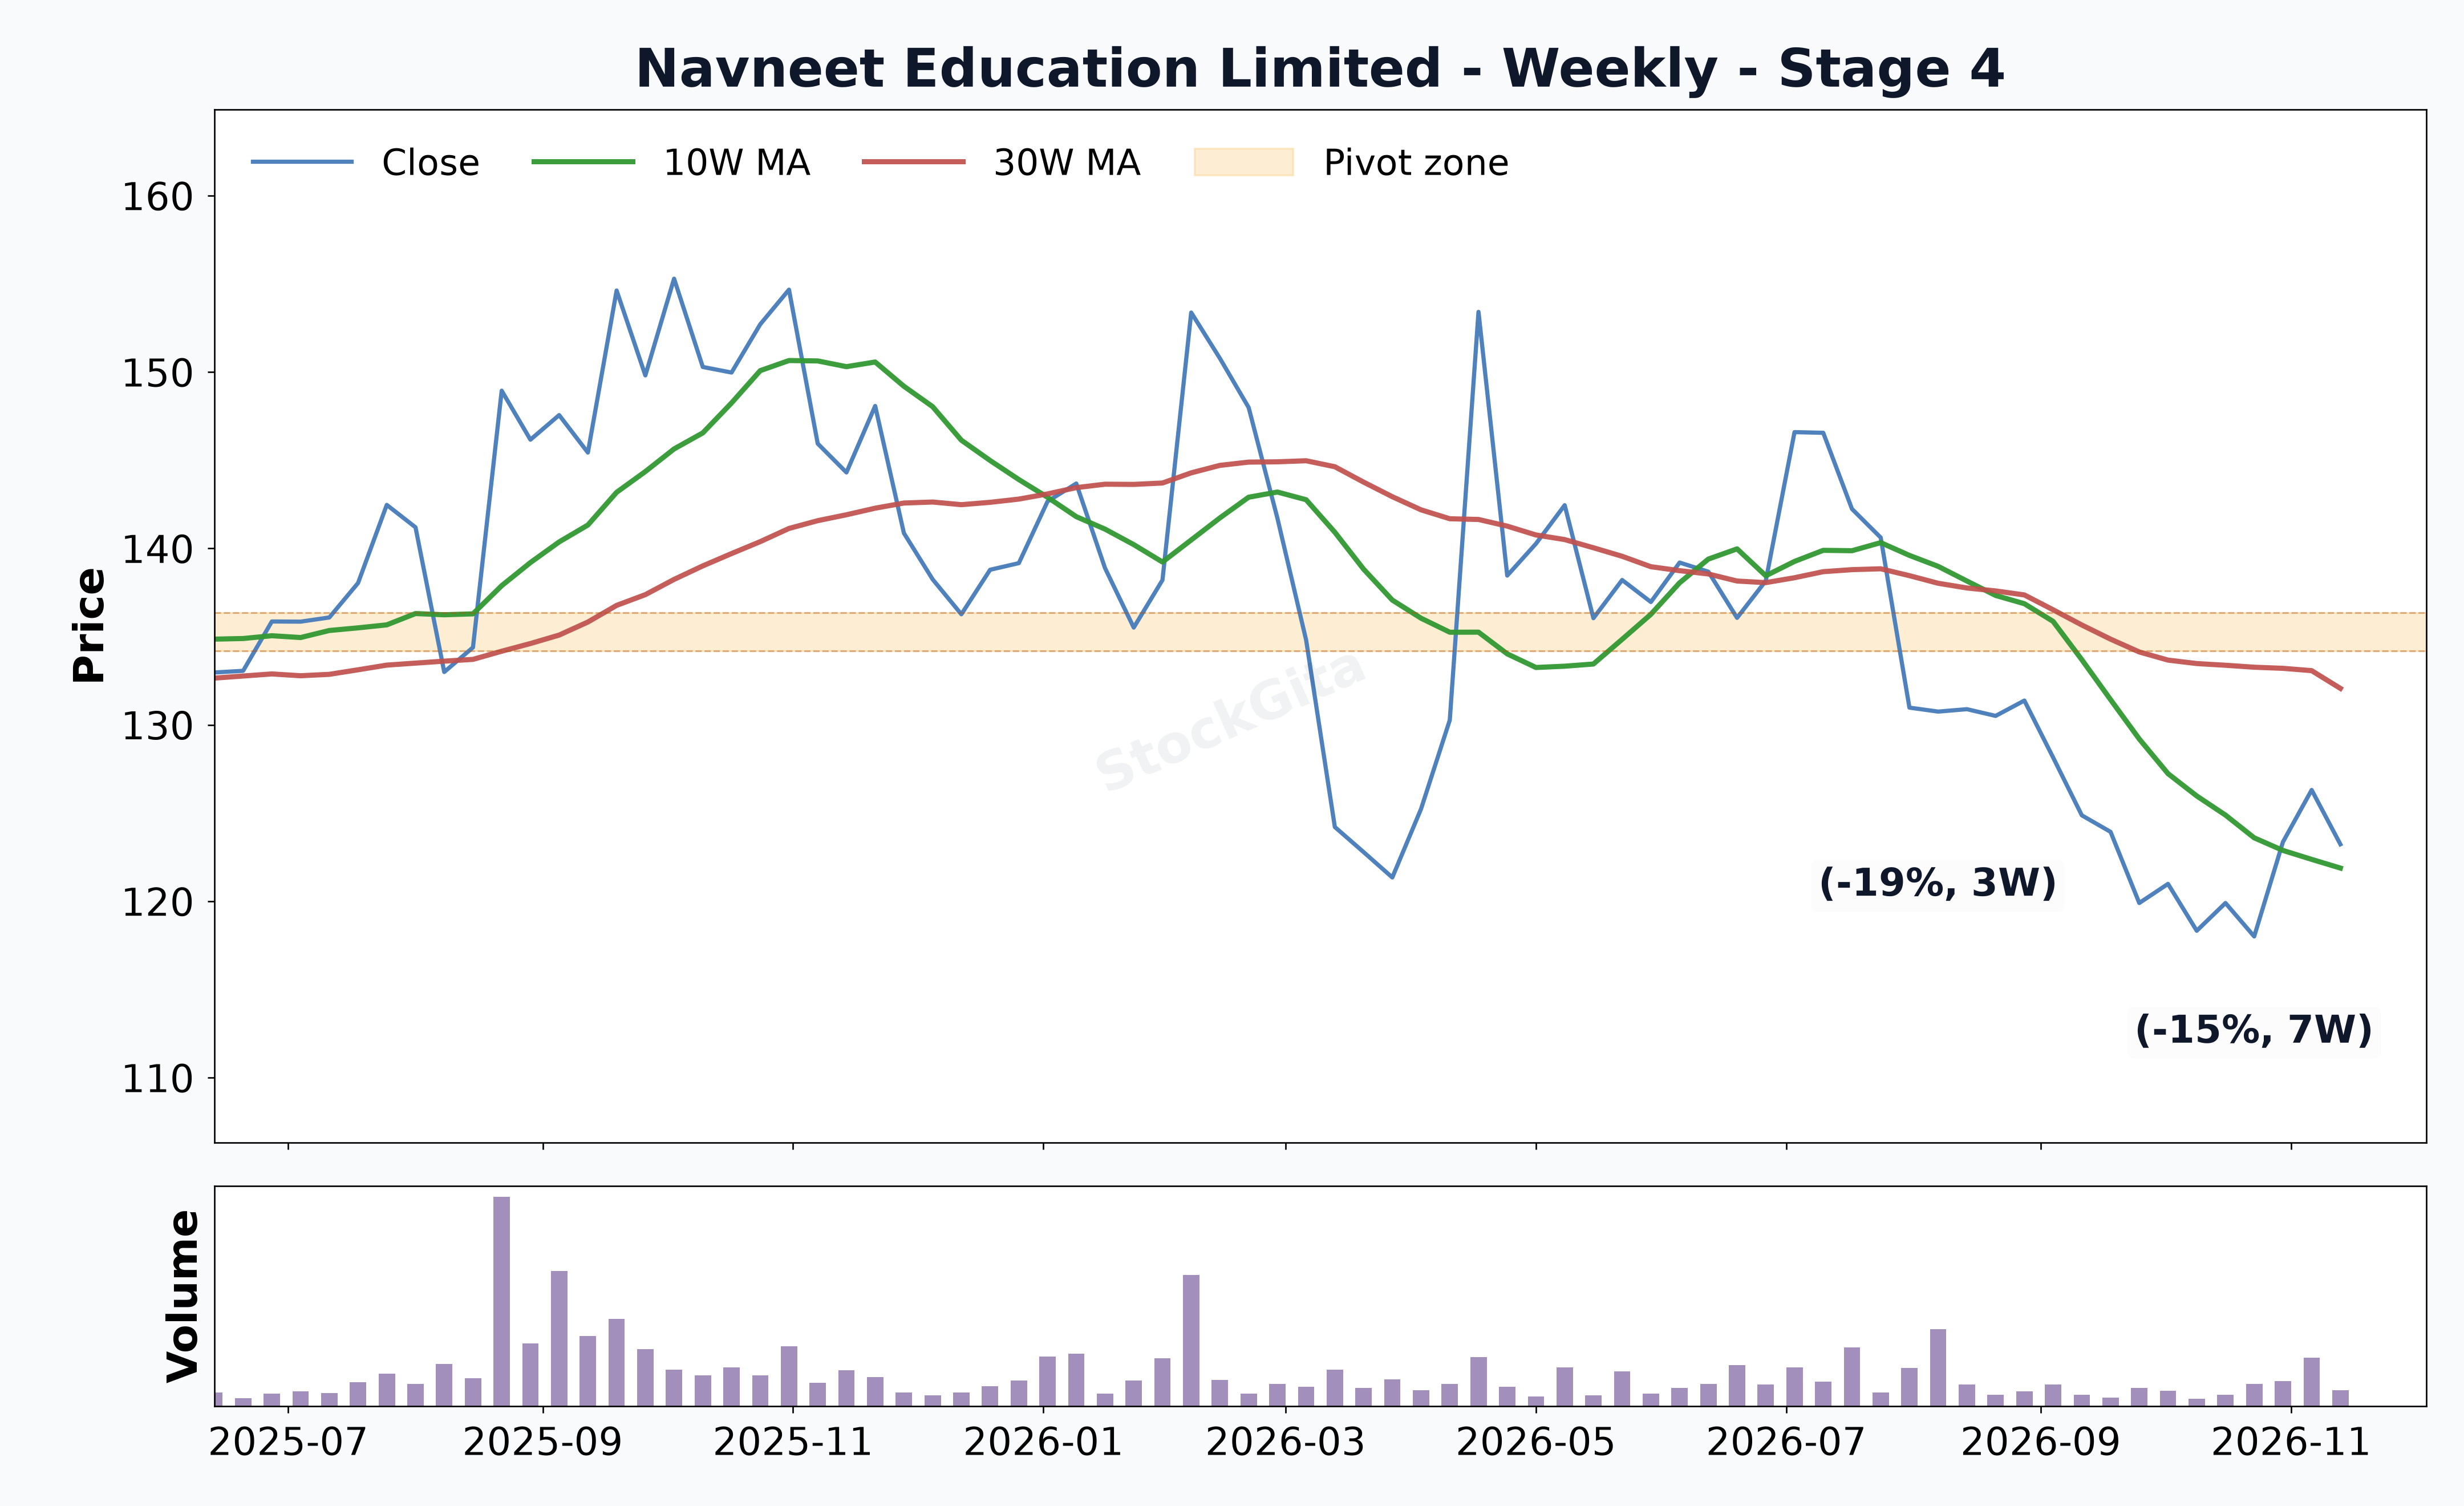 Navneet Education Limited - Weekly - Stage 4
Close 10W MA 30W MA Pivot zone
Price
160
150
140
130
120
110
StockGita
(-19%, 3W)
(-15%, 7W)
Volume
2025-07 2025-09 2025-11 2026-01 2026-03 2026-05 2026-07 2026-09 2026-11